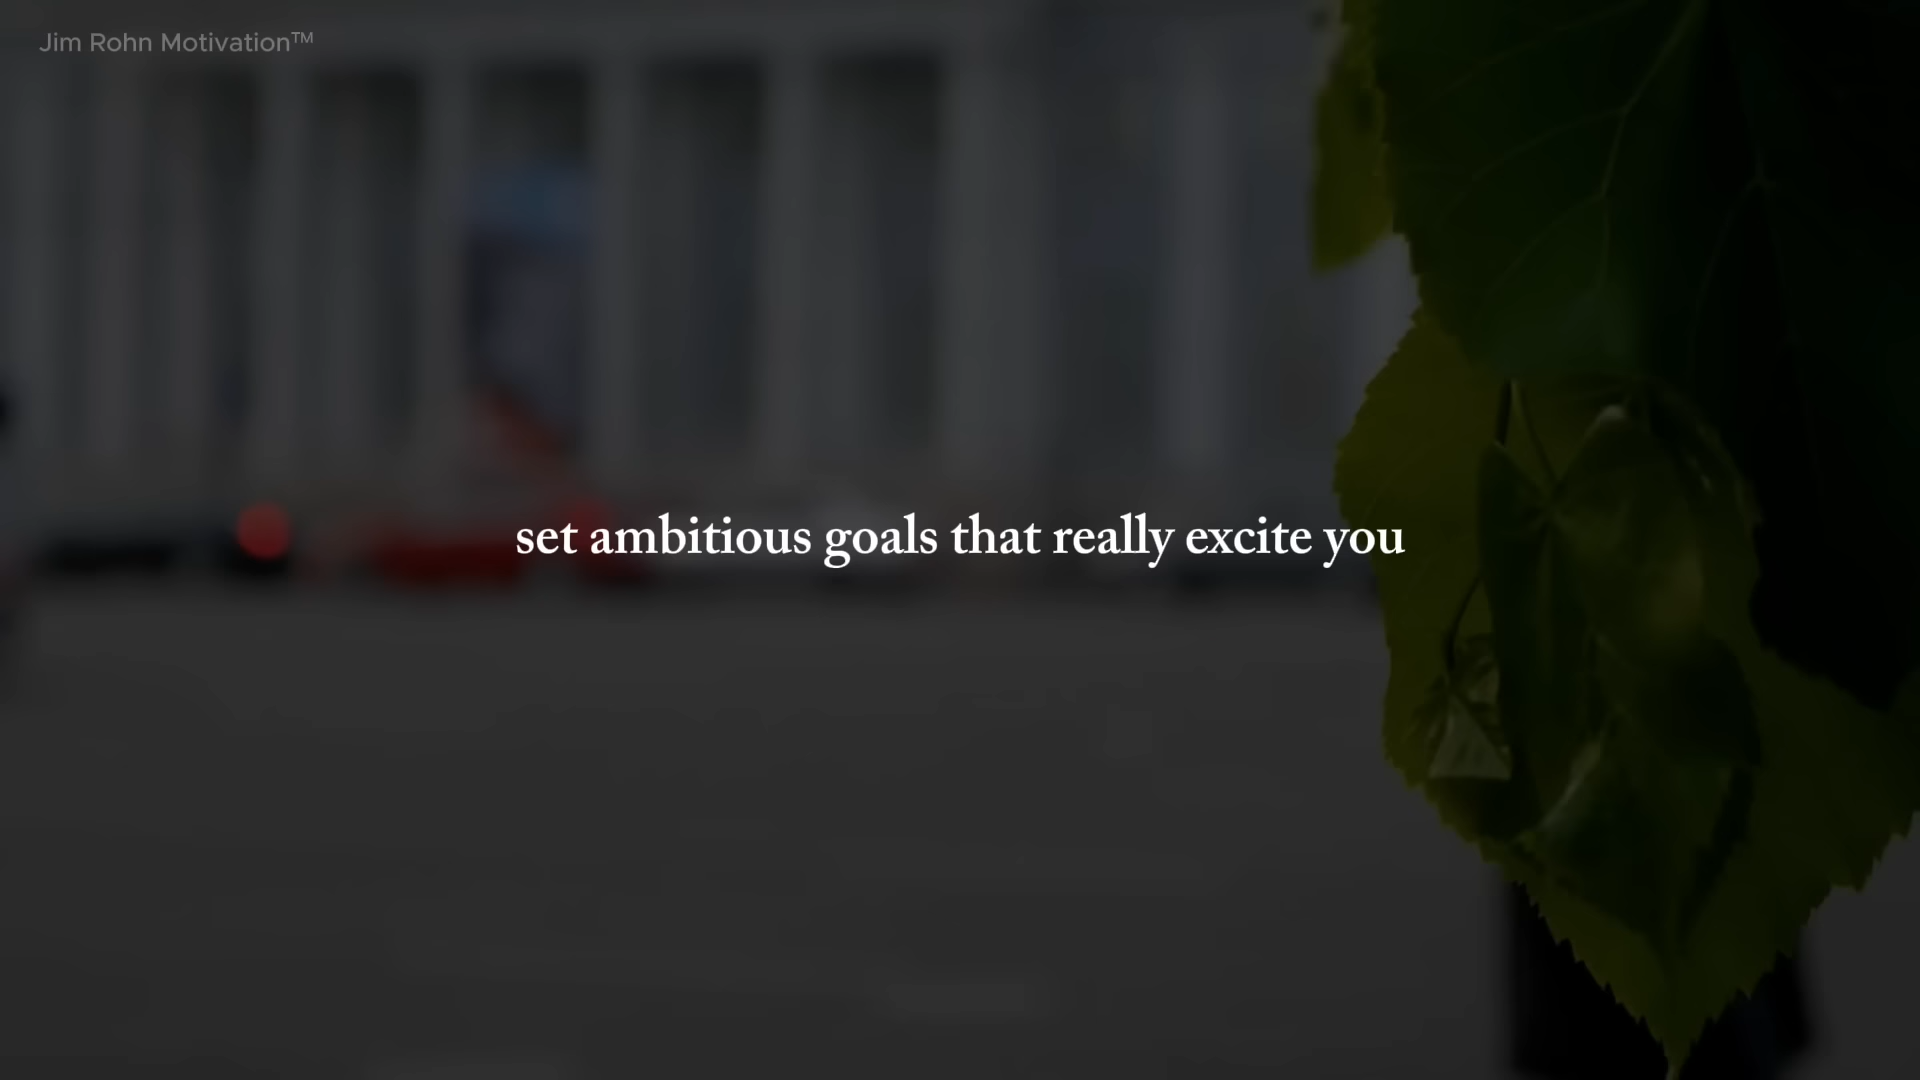 Jim Rohn Motivation™
set ambitious goals that really excite you